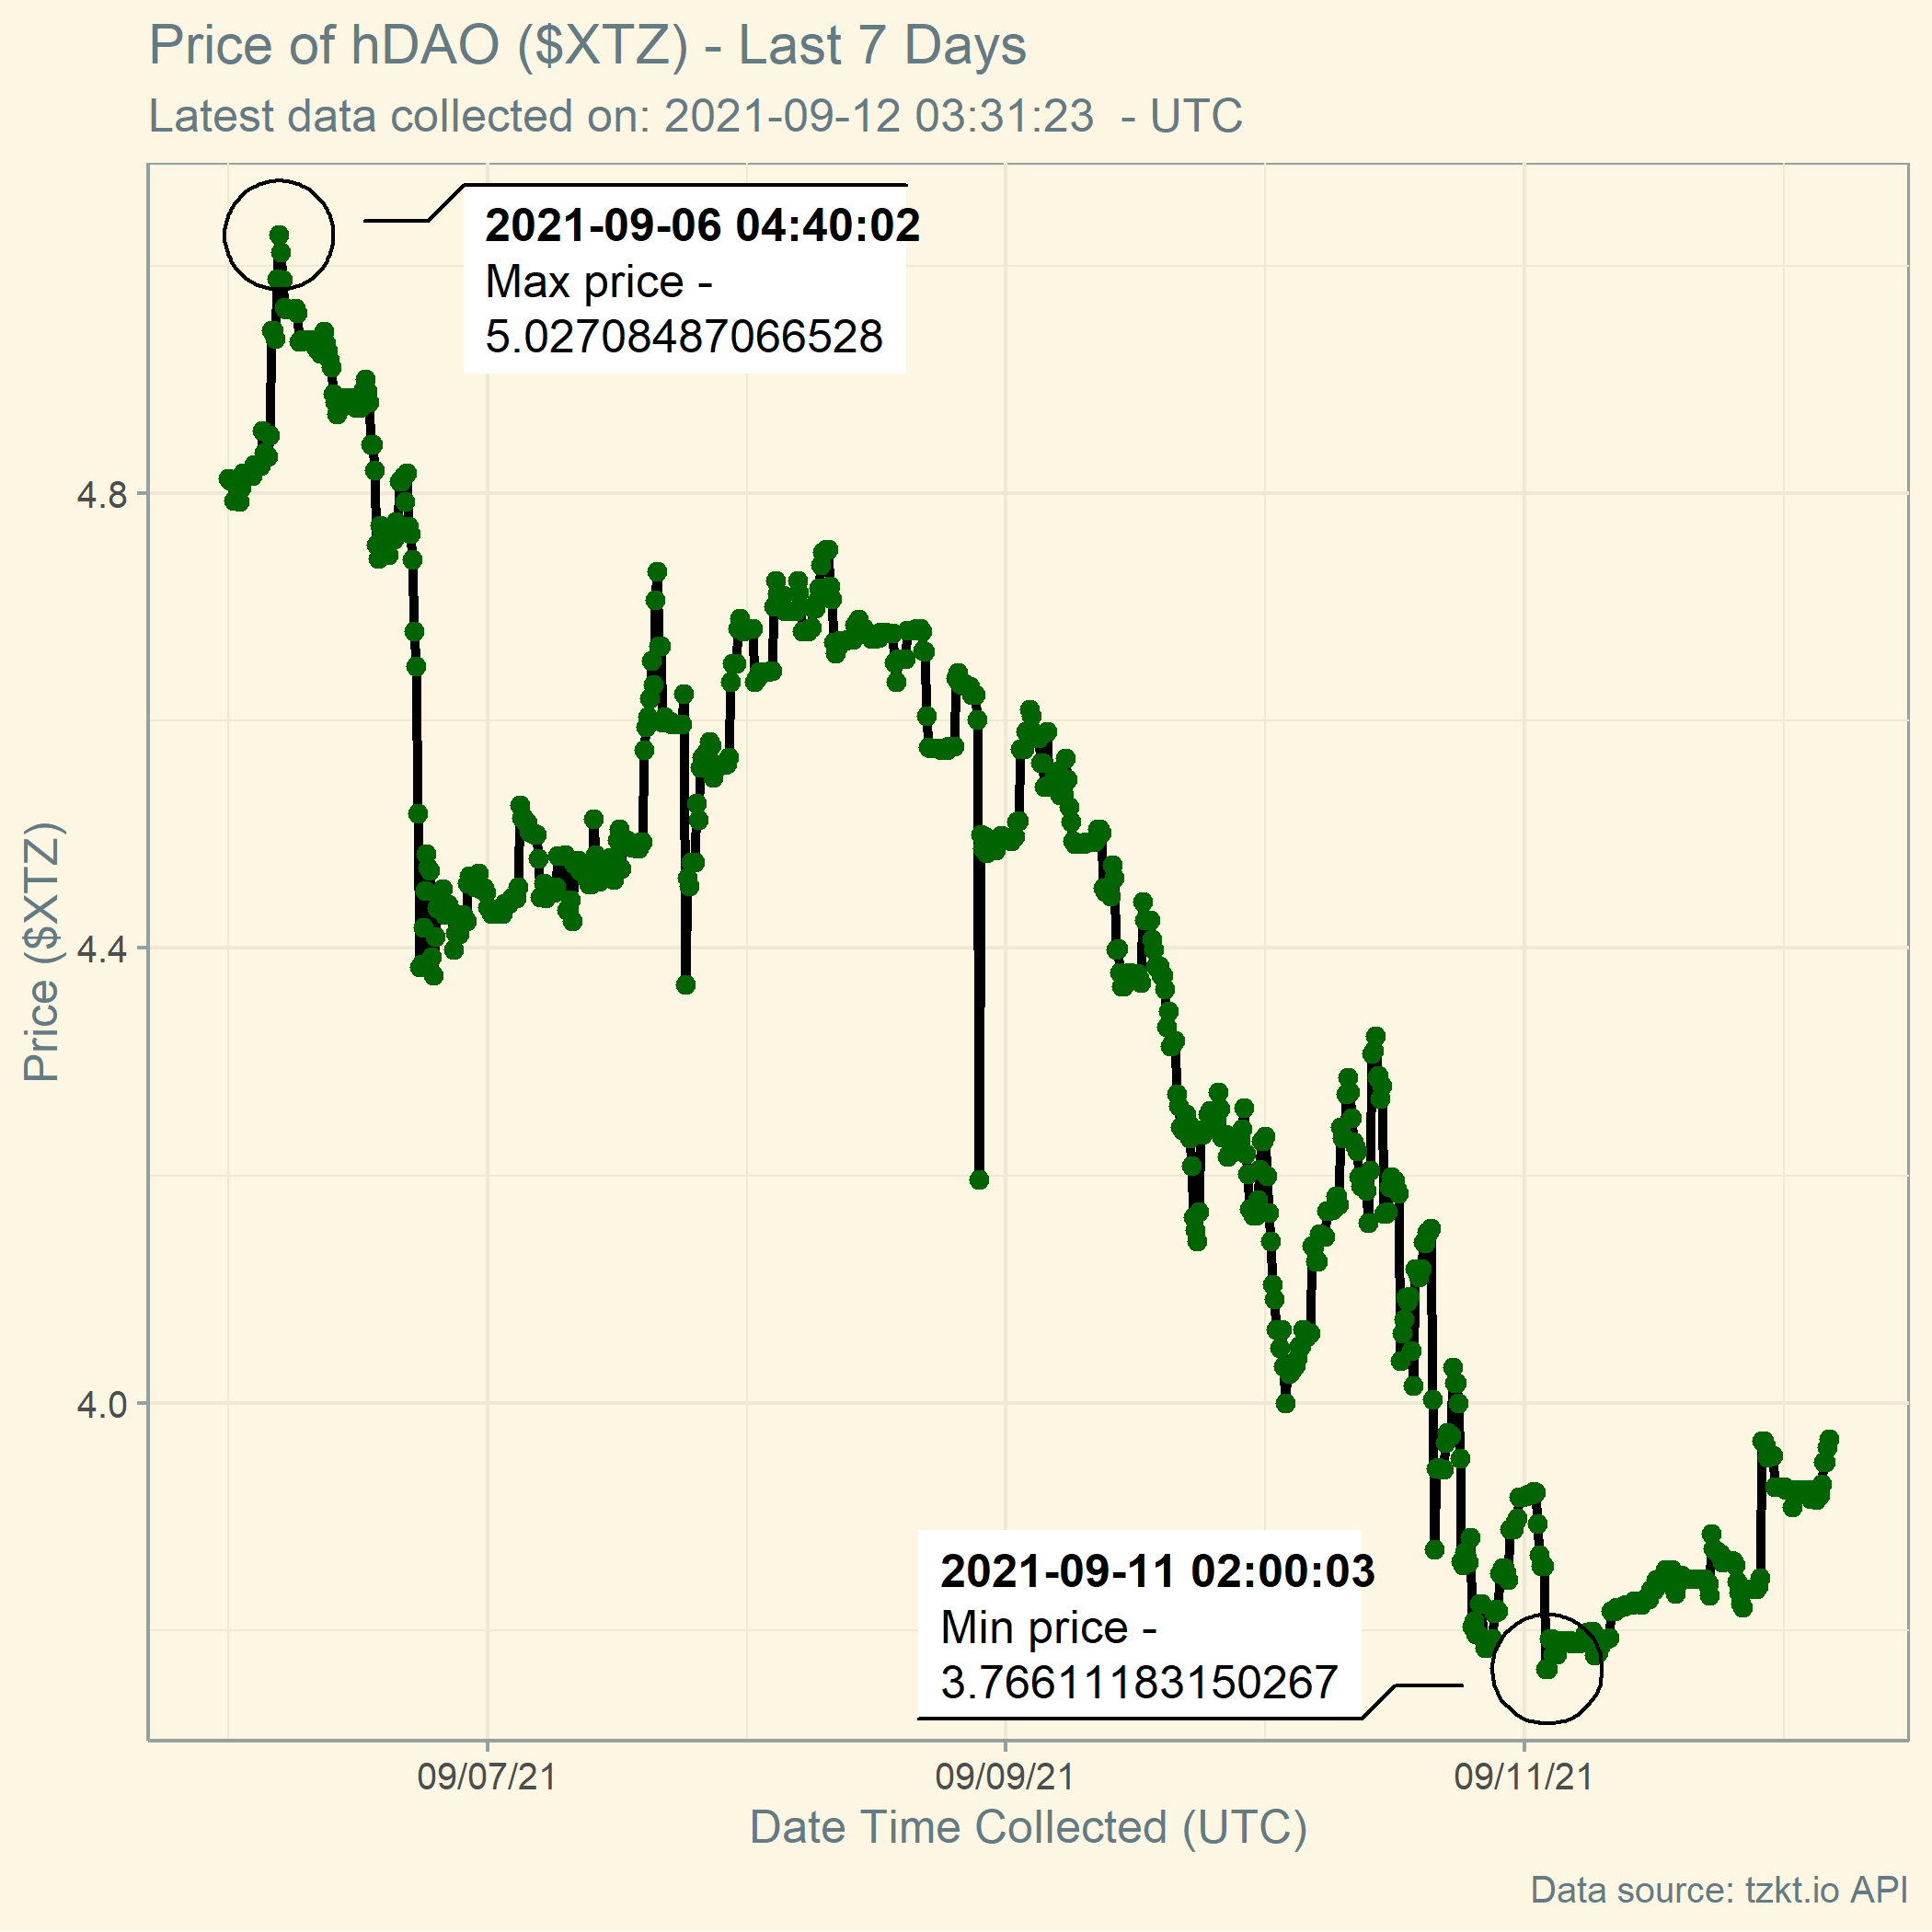 Price of hDAO ($XTZ) - Last 7 Days
Latest data collected on: 2021-09-12 03:31:23  - UTC
2021-09-06 04:40:02
Max price -
5.02708487066528
4.8
4.4
4.0
Price ($XTZ)
2021-09-11 02:00:03
Min price -
3.76611183150267
09/07/21
09/09/21
09/11/21
Date Time Collected (UTC)
Data source: tzkt.io API